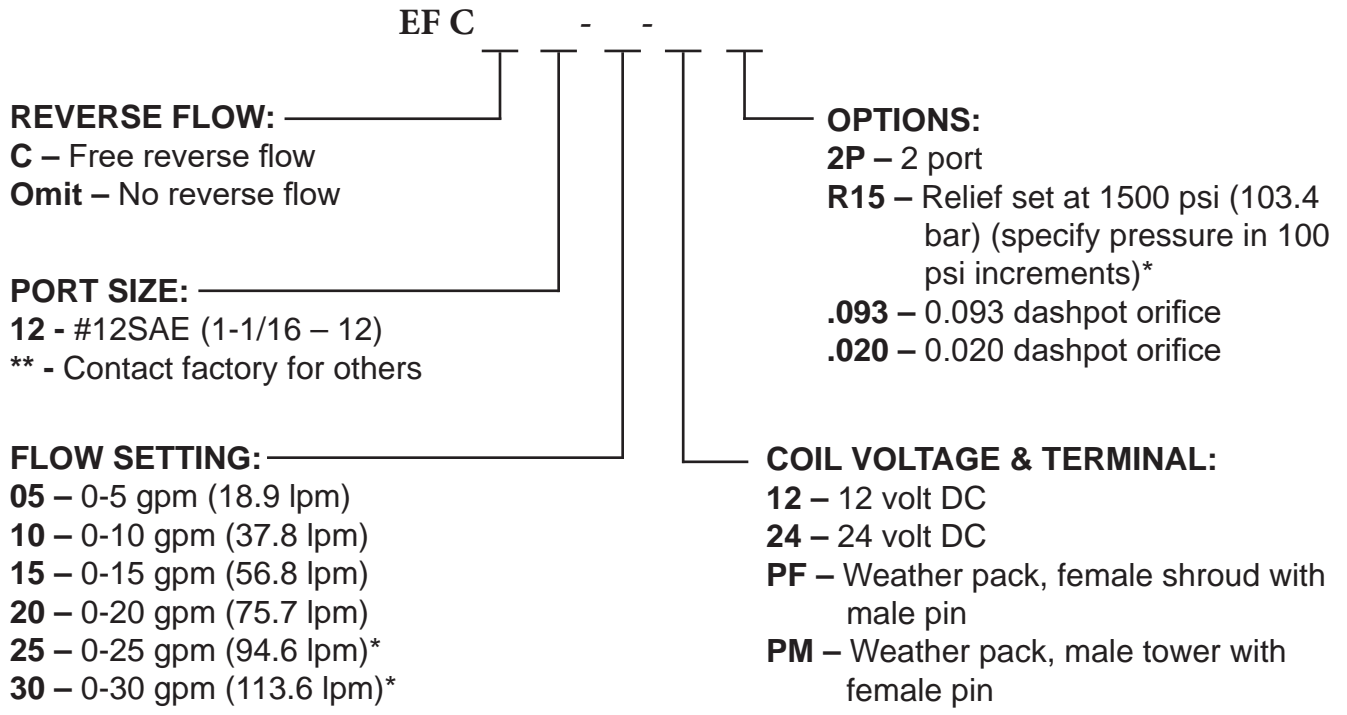 EF C - -
REVERSE FLOW:
C – Free reverse flow
Omit – No reverse flow
PORT SIZE:
12 - #12SAE (1-1/16 – 12)
** - Contact factory for others
FLOW SETTING:
05 – 0-5 gpm (18.9 lpm)
10 – 0-10 gpm (37.8 lpm)
15 – 0-15 gpm (56.8 lpm)
20 – 0-20 gpm (75.7 lpm)
25 – 0-25 gpm (94.6 lpm)*
30 – 0-30 gpm (113.6 lpm)*
OPTIONS:
2P – 2 port
R15 – Relief set at 1500 psi (103.4
bar) (specify pressure in 100
psi increments)*
.093 – 0.093 dashpot orifice
.020 – 0.020 dashpot orifice
COIL VOLTAGE & TERMINAL:
12 – 12 volt DC
24 – 24 volt DC
PF – Weather pack, female shroud with
male pin
PM – Weather pack, male tower with
female pin